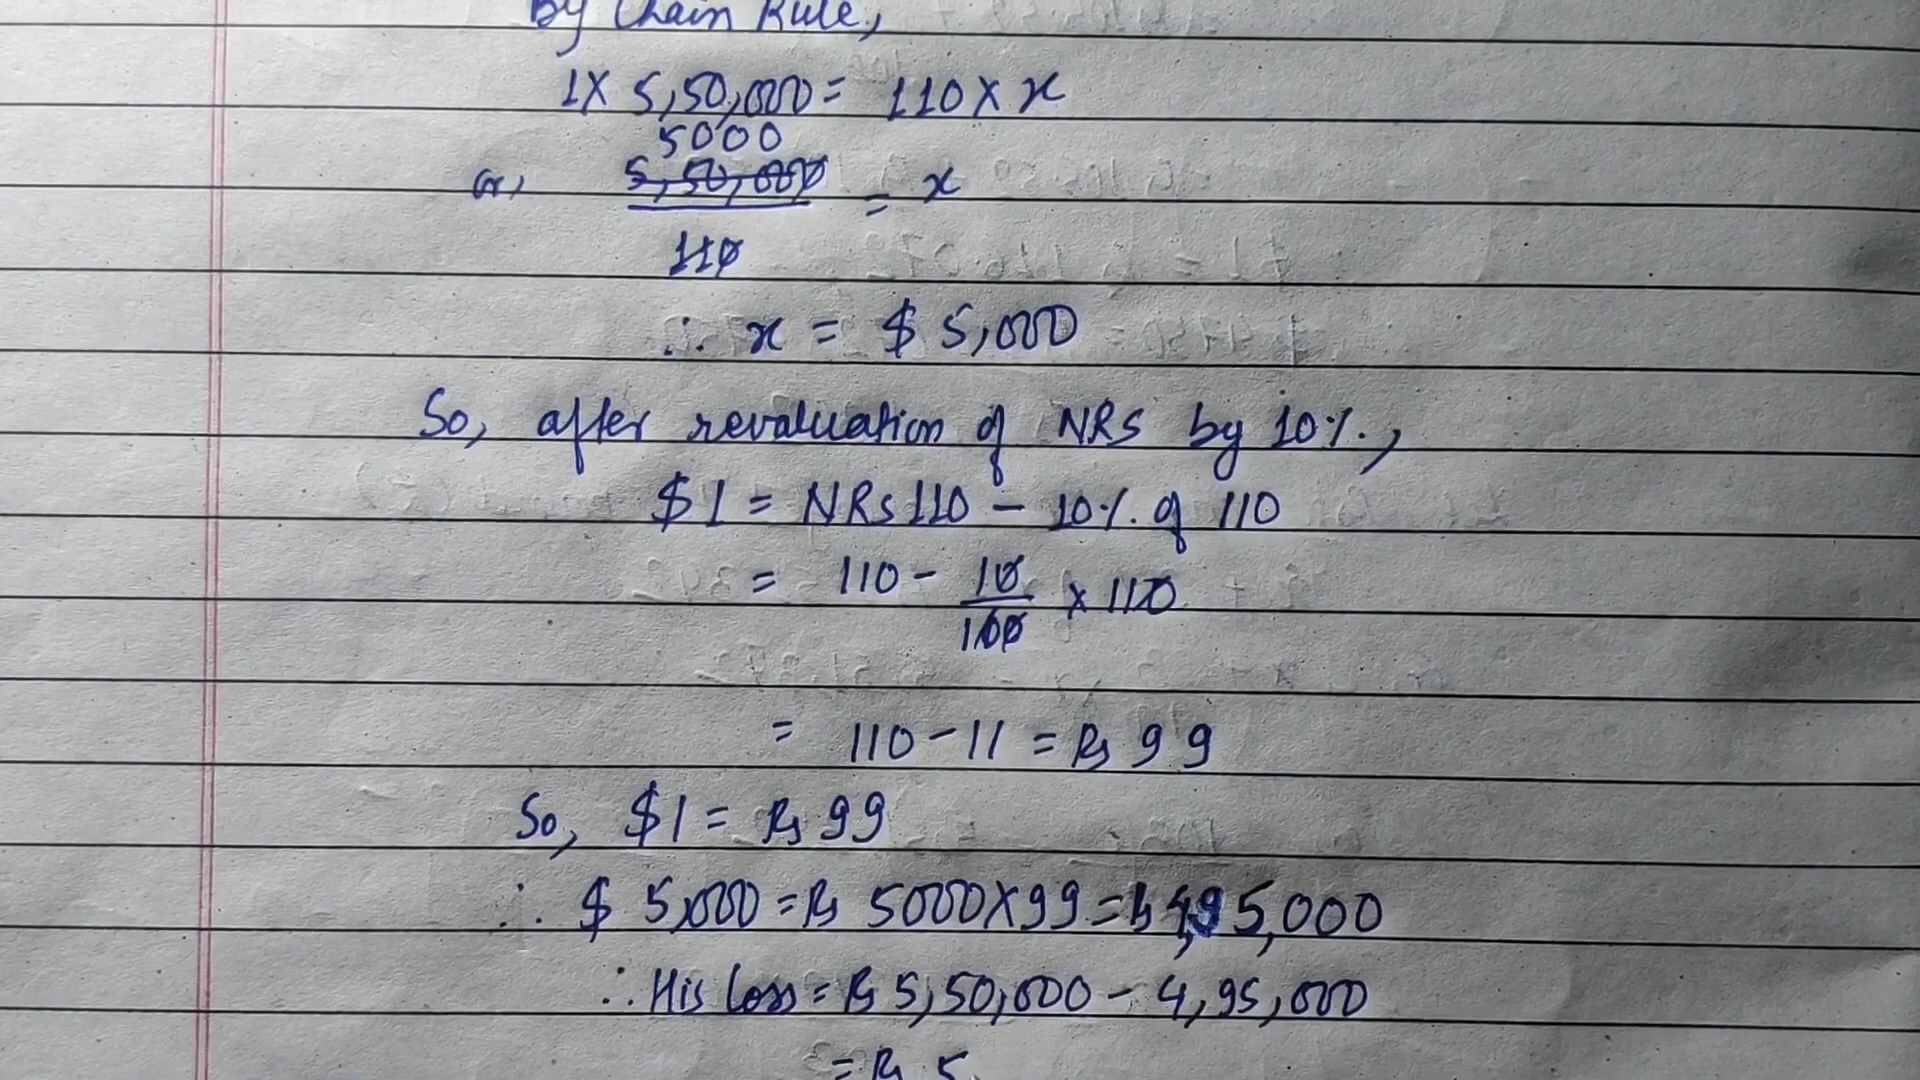 By Chain Rule,
1 × 5,50,000 = 110 × x
5000
or, 5,50,000 / 110 = x
∴ x = $ 5,000
So, after revaluation of NRS by 10%,
$1 = NRs 110 - 10% of 110
= 110 - 10/100 × 110
= 110 - 11 = Rs 99
So, $1 = Rs 99
∴ $ 5,000 = Rs 5000 × 99 = Rs 4,95,000
∴ His loss = Rs 5,50,000 - 4,95,000
= Rs 5